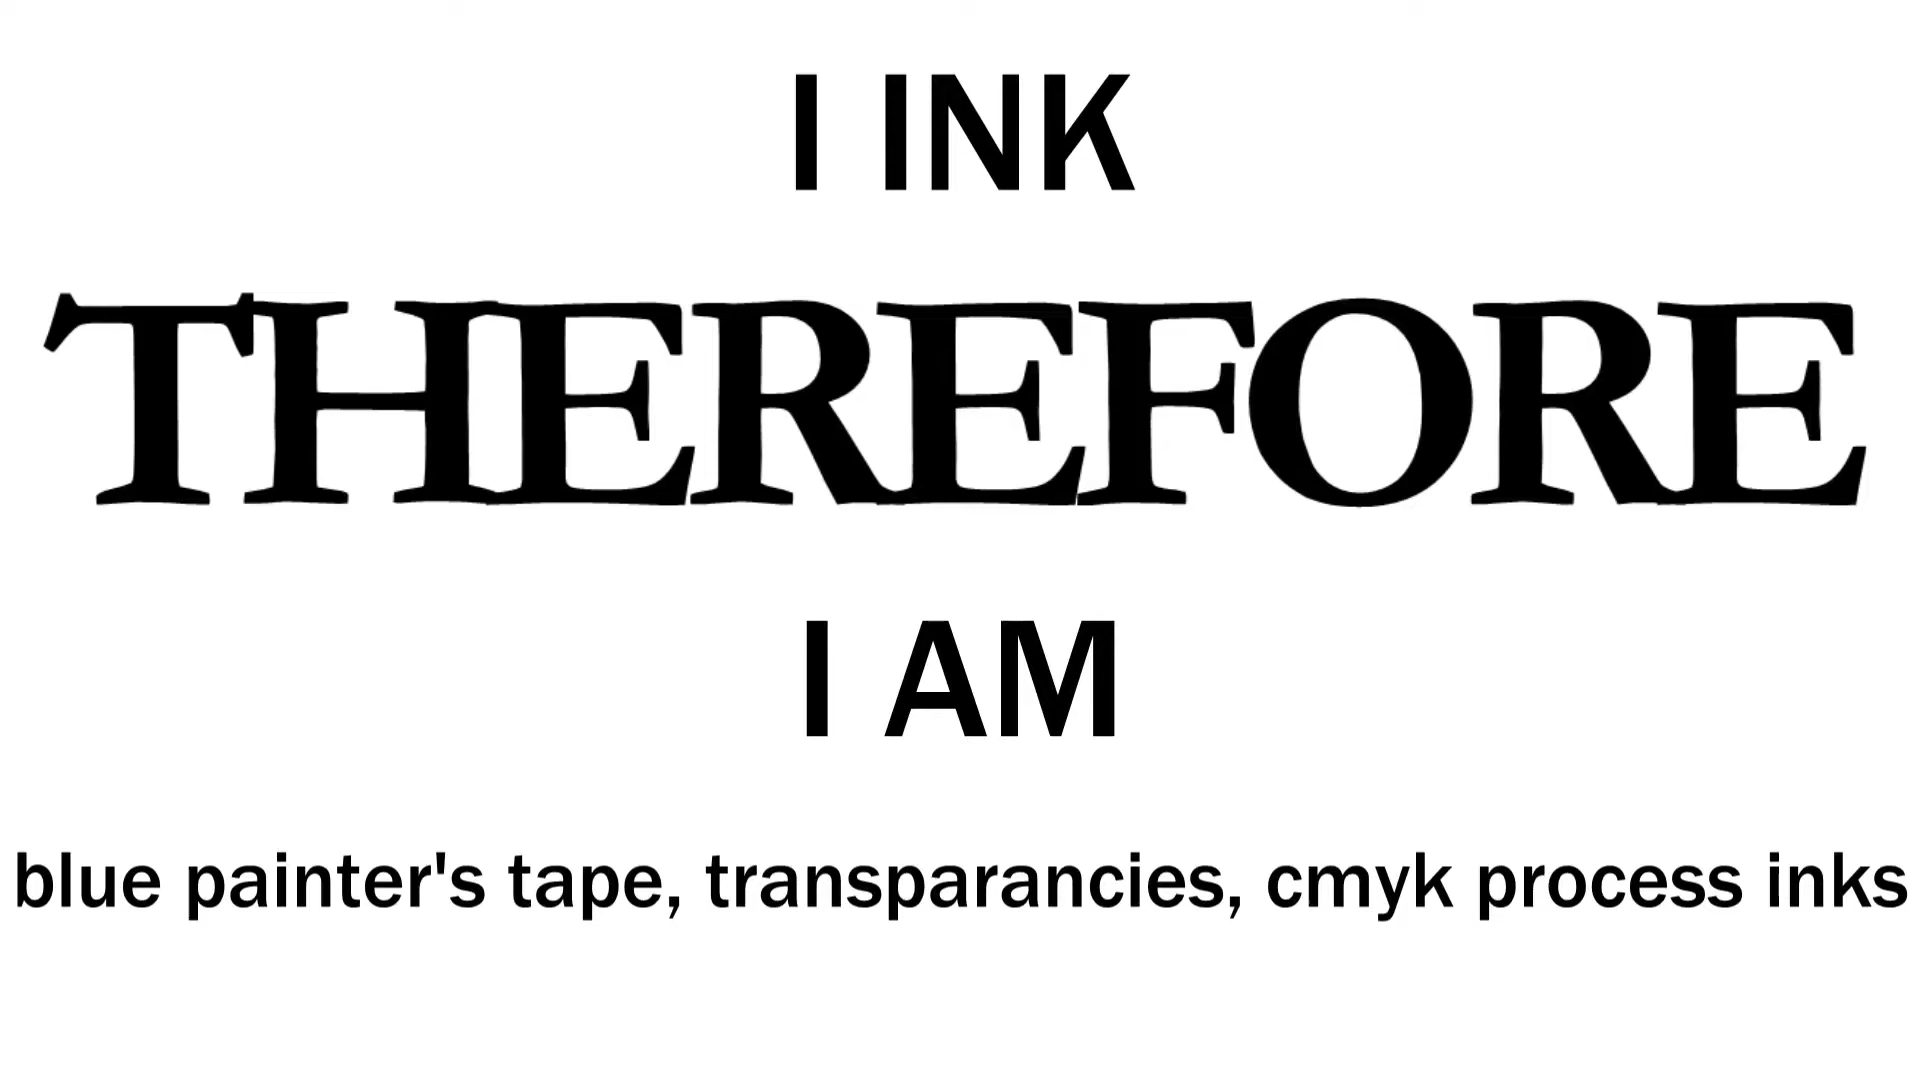 I INK
THEREFORE
I AM
blue painter's tape, transparancies, cmyk process inks